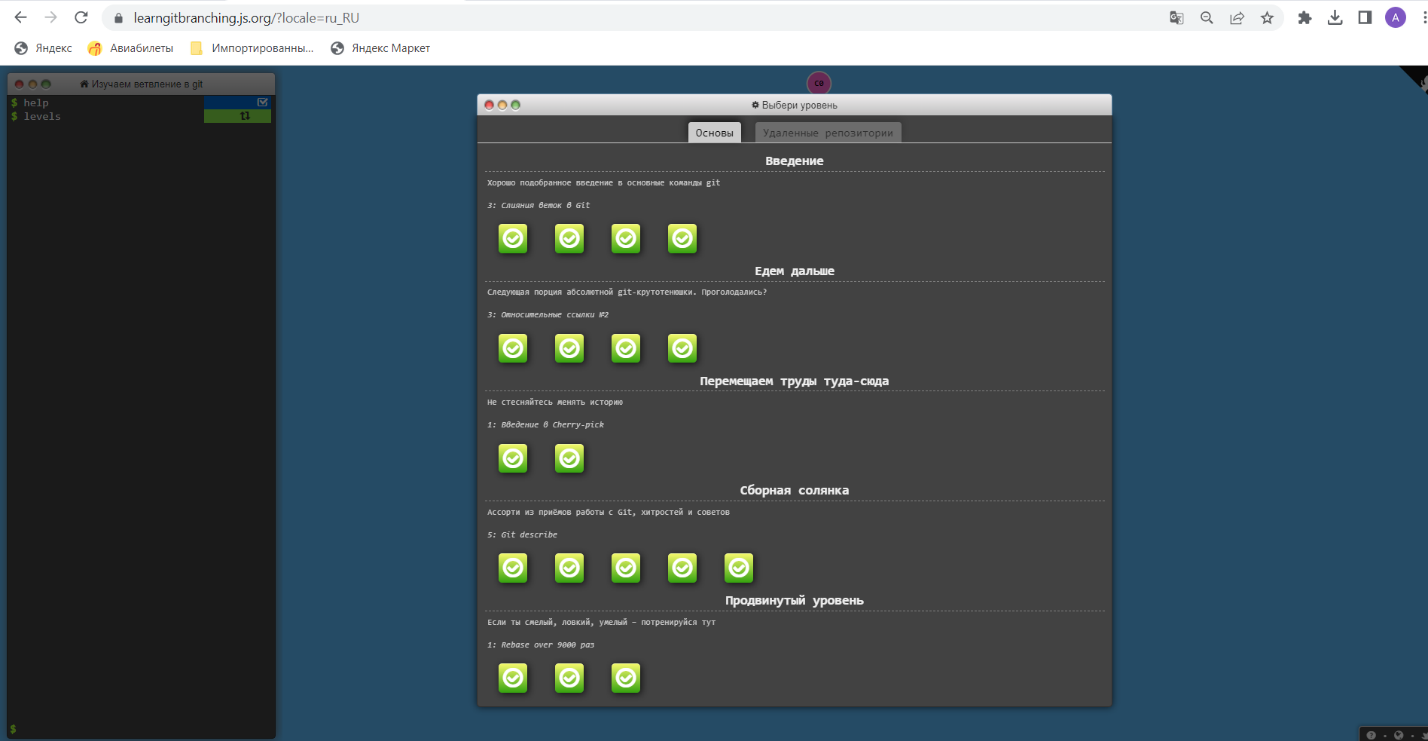 learngitbranching.js.org/?locale=ru_RU
A
Яндекс Авиабилеты Импортированны... Яндекс Маркет
Изучаем ветвление в git
$ help
$ levels
c0
Выбери уровень
Основы Удаленные репозитории
Введение
Хорошо подобранное введение в основные команды git
3: Слияния веток в Git
Едем дальше
Следующая порция абсолютной git-крутотенюшки. Проголодались?
3: Относительные ссылки №2
Перемещаем труды туда-сюда
Не стесняйтесь менять историю
1: Введение в Cherry-pick
Сборная солянка
Ассорти из приёмов работы с Git, хитростей и советов
5: Git describe
Продвинутый уровень
Если ты смелый, ловкий, умелый – потренируйся тут
1: Rebase over 9000 раз
$